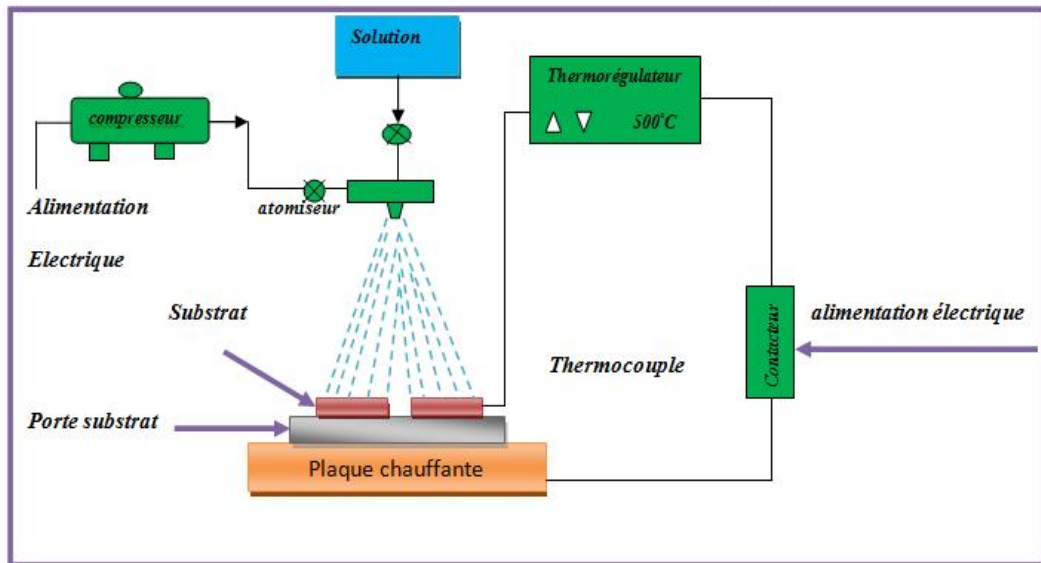 Solution
Thermorégulateur
500°C
compresseur
Alimentation
Electrique
atomiseur
Substrat
Porte substrat
Thermocouple
Contacteur
alimentation électrique
Plaque chauffante